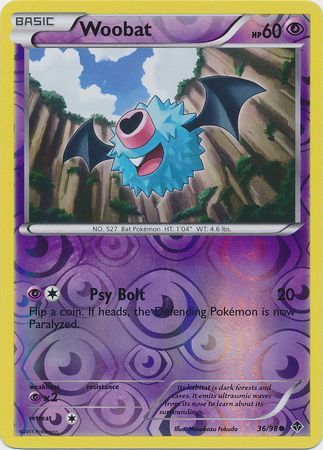 BASIC
Woobat HP60
NO. 527 Bat Pokémon HT: 1'04" WT: 4.6 lbs.
Psy Bolt 20
Flip a coin. If heads, the Defending Pokémon is now
Paralyzed.
weakness resistance
×2
retreat
Its habitat is dark forests and
caves. It emits ultrasonic waves
from its nose to learn about its
surroundings.
©2011 Pokémon
Illus. Masakazu Fukuda
36/98